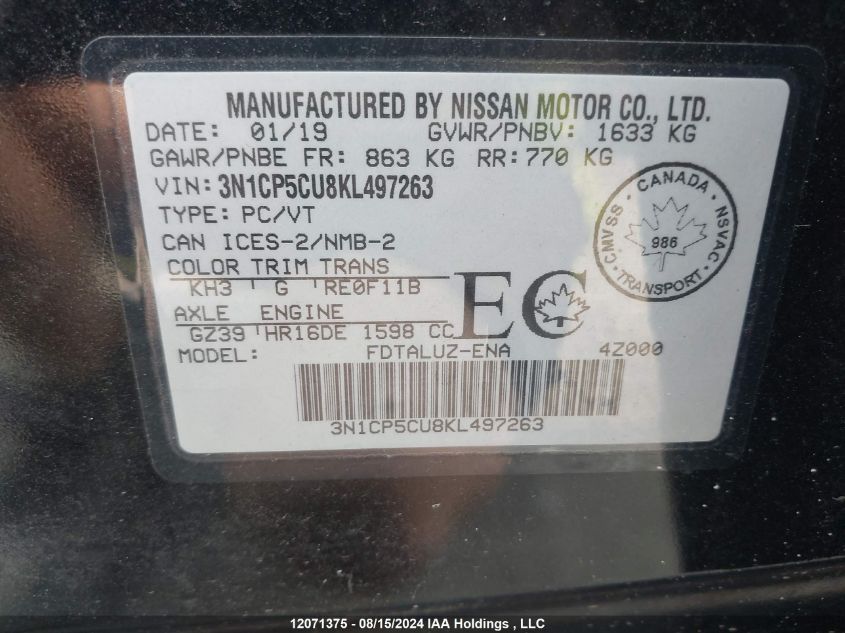 MANUFACTURED BY NISSAN MOTOR CO., LTD.
DATE: 01/19 GVWR/PNBV: 1633 KG
GAWR/PNBE FR: 863 KG RR: 770 KG
VIN: 3N1CP5CU8KL497263
TYPE: PC/VT
CAN ICES-2/NMB-2
COLOR TRIM TRANS
KH3 G RE0F11B
AXLE ENGINE
GZ39 HR16DE 1598 CC
EC
CANADA
CMVSS NSVAC
986
TRANSPORT
MODEL: FDTALUZ-ENA 4Z000
3N1CP5CU8KL497263
12071375 - 08/15/2024 IAA Holdings , LLC